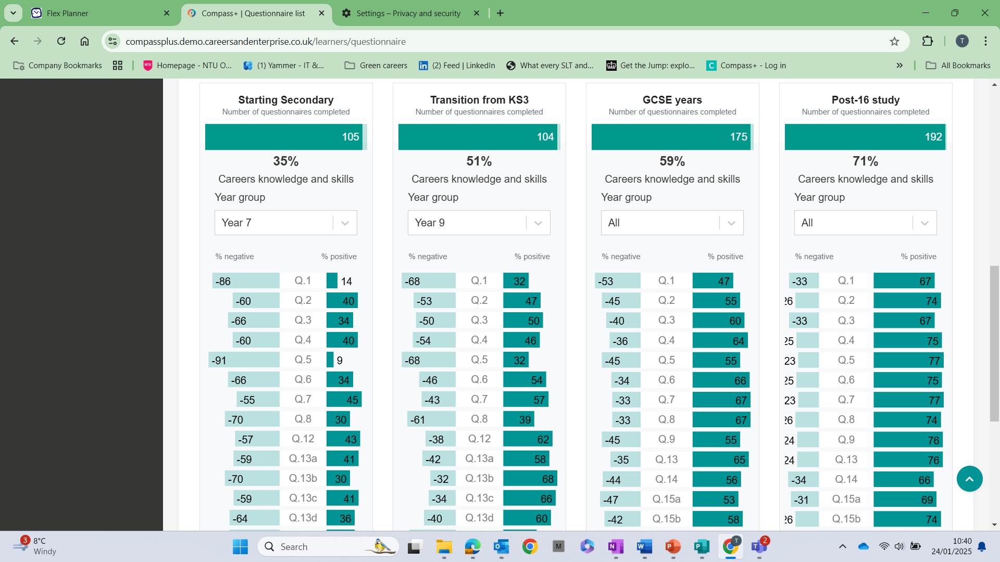 Flex Planner
Compass+ | Questionnaire list
Settings – Privacy and security
compassplus.demo.careersandenterprise.co.uk/learners/questionnaire
T
Company Bookmarks
NTU
Homepage - NTU O...
(1) Yammer - IT &...
Green careers
(2) Feed | LinkedIn
What every SLT and...
Get the Jump: explo...
C
Compass+ - Log in
All Bookmarks
Starting Secondary
Number of questionnaires completed
105
35%
Careers knowledge and skills
Year group
Year 7
% negative % positive
-86 Q.1 14
-60 Q.2 40
-66 Q.3 34
-60 Q.4 40
-91 Q.5 9
-66 Q.6 34
-55 Q.7 45
-70 Q.8 30
-57 Q.12 43
-59 Q.13a 41
-70 Q.13b 30
-59 Q.13c 41
-64 Q.13d 36
Transition from KS3
Number of questionnaires completed
104
51%
Careers knowledge and skills
Year group
Year 9
% negative % positive
-68 Q.1 32
-53 Q.2 47
-50 Q.3 50
-54 Q.4 46
-68 Q.5 32
-46 Q.6 54
-43 Q.7 57
-61 Q.8 39
-38 Q.12 62
-42 Q.13a 58
-32 Q.13b 68
-34 Q.13c 66
-40 Q.13d 60
GCSE years
Number of questionnaires completed
175
59%
Careers knowledge and skills
Year group
All
% negative % positive
-53 Q.1 47
-45 Q.2 55
-40 Q.3 60
-36 Q.4 64
-45 Q.5 55
-34 Q.6 66
-33 Q.7 67
-33 Q.8 67
-45 Q.9 55
-35 Q.13 65
-44 Q.14 56
-47 Q.15a 53
-42 Q.15b 58
Post-16 study
Number of questionnaires completed
192
71%
Careers knowledge and skills
Year group
All
% negative % positive
-33 Q.1 67
26 Q.2 74
-33 Q.3 67
25 Q.4 75
23 Q.5 77
25 Q.6 75
23 Q.7 77
26 Q.8 74
24 Q.9 76
24 Q.13 76
-34 Q.14 66
-31 Q.15a 69
26 Q.15b 74
3
8°C
Windy
Search
M
2
10:40
24/01/2025